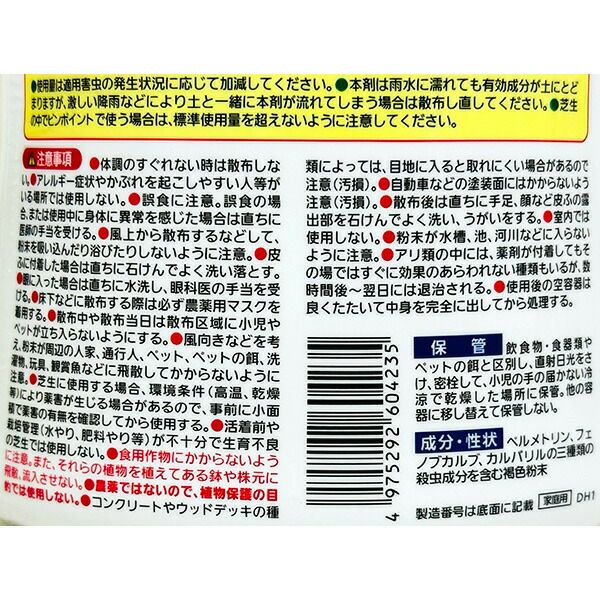 ●使用量は適用害虫の発生状況に応じて加減してください。●本剤は雨水に濡れても有効成分が土にとど
まりますが、激しい降雨などにより土と一緒に本剤が流れてしまう場合は散布し直してください。●芝生
の中でピンポイントで使う場合は、標準使用量を超えないように注意してください。
注意事項 ●体調のすぐれない時は散布しな
い。●アレルギー症状やかぶれを起こしやすい人等が
いる場所では使用しない。●誤食に注意。誤食の場
合、または使用中に身体に異常を感じた場合は直ちに
医師の手当を受ける。●風上から散布するなどして、
粉末を吸い込んだり浴びたりしないように注意。●皮
ふに付着した場合は直ちに石けんでよく洗い落とす。
●眼に入った場合は直ちに水洗し、眼科医の手当を受
ける。●床下などに散布する際は必ず農薬用マスクを
着用する。●散布中や散布当日は散布区域に小児や
ペットが立ち入らないようにする。●風向きなどを考
え、粉末が周辺の人家、通行人、ペット、ペットの餌、洗
濯物、玩具、観賞魚などに飛散してかからないように
注意。●芝生に使用する場合、環境条件(高温、乾燥
等)により薬害が生じる場合があるので、事前に小面
積で薬害の有無を確認してから使用する。●活着前や
栽培管理(水やり、肥料やり等)が不十分で生育不良
の芝生では使用しない。●食用作物にかからないよう
に注意。また、それらの植物を植えてある鉢や株元に
飛散、流入させない。●農薬ではないので、植物保護の目
的では使用しない。●コンクリートやウッドデッキの種
類によっては、目地に入ると取れにくい場合があるので
注意(汚損)。●自動車などの塗装面にはかからないよう
注意(汚損)。●散布後は直ちに手足、顔など皮ふの露
出部を石けんでよく洗い、うがいをする。●室内では
使用しない。●粉末が水槽、池、河川などに入らない
ように注意。●アリ類の中には、薬剤が付着してもそ
の場ではすぐに効果のあらわれない種類もいるが、数
時間後～翌日には退治される。●使用後の空容器は
良くたたいて中身を完全に出してから処理する。
4 975292 604235
保 管 飲食物・食器類や
ペットの餌と区別し、直射日光をさ
け、密栓して、小児の手の届かない冷
涼で乾燥した場所に保管。他の容
器に移し替えて保管しない。
成分・性状 ペルメトリン、フェ
ノブカルブ、カルバリルの三種類の
殺虫成分を含む褐色粉末
製造番号は底面に記載 家庭用 DH1